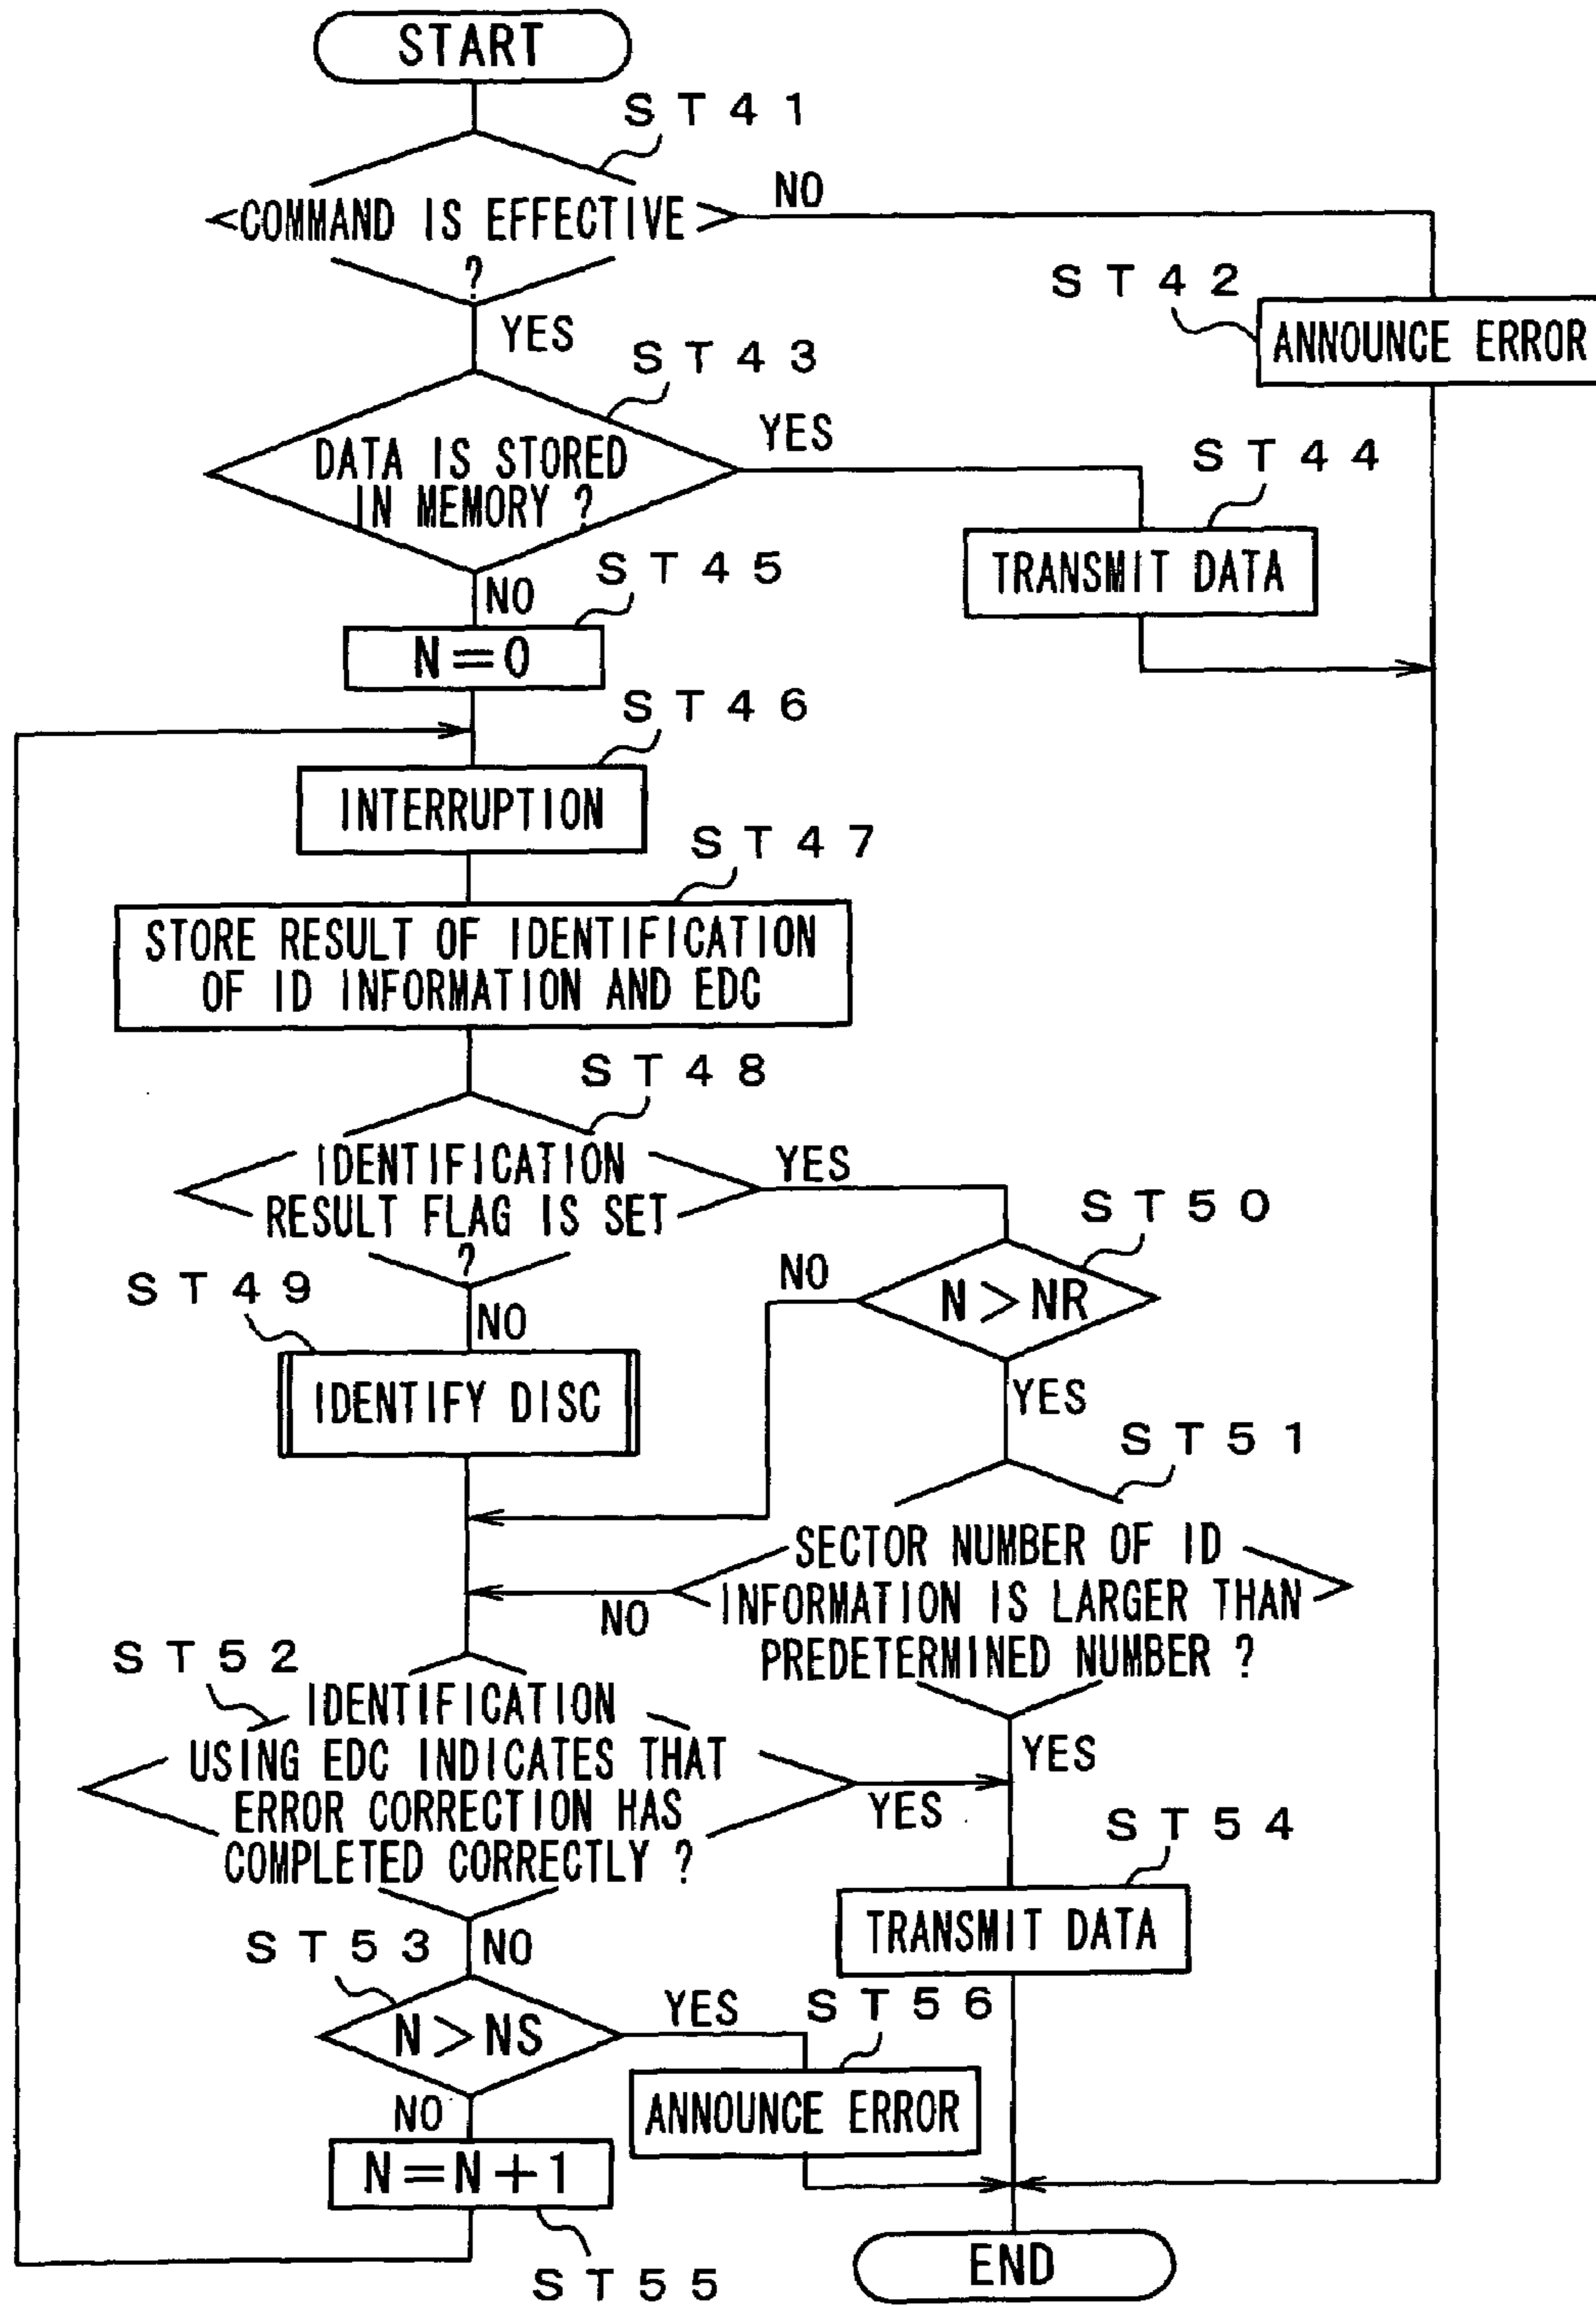 START
ST41
COMMAND IS EFFECTIVE
?
NO
YES
ST42
ANNOUNCE ERROR
ST43
DATA IS STORED
IN MEMORY ?
YES
NO
ST44
TRANSMIT DATA
ST45
N=0
ST46
INTERRUPTION
ST47
STORE RESULT OF IDENTIFICATION
OF ID INFORMATION AND EDC
ST48
IDENTIFICATION
RESULT FLAG IS SET
?
YES
NO
ST49
IDENTIFY DISC
ST50
N>NR
NO
YES
ST51
SECTOR NUMBER OF ID
INFORMATION IS LARGER THAN
PREDETERMINED NUMBER ?
NO
YES
ST52
IDENTIFICATION
USING EDC INDICATES THAT
ERROR CORRECTION HAS
COMPLETED CORRECTLY ?
YES
NO
ST54
TRANSMIT DATA
ST53
N>NS
YES
NO
ST56
ANNOUNCE ERROR
N=N+1
ST55
END